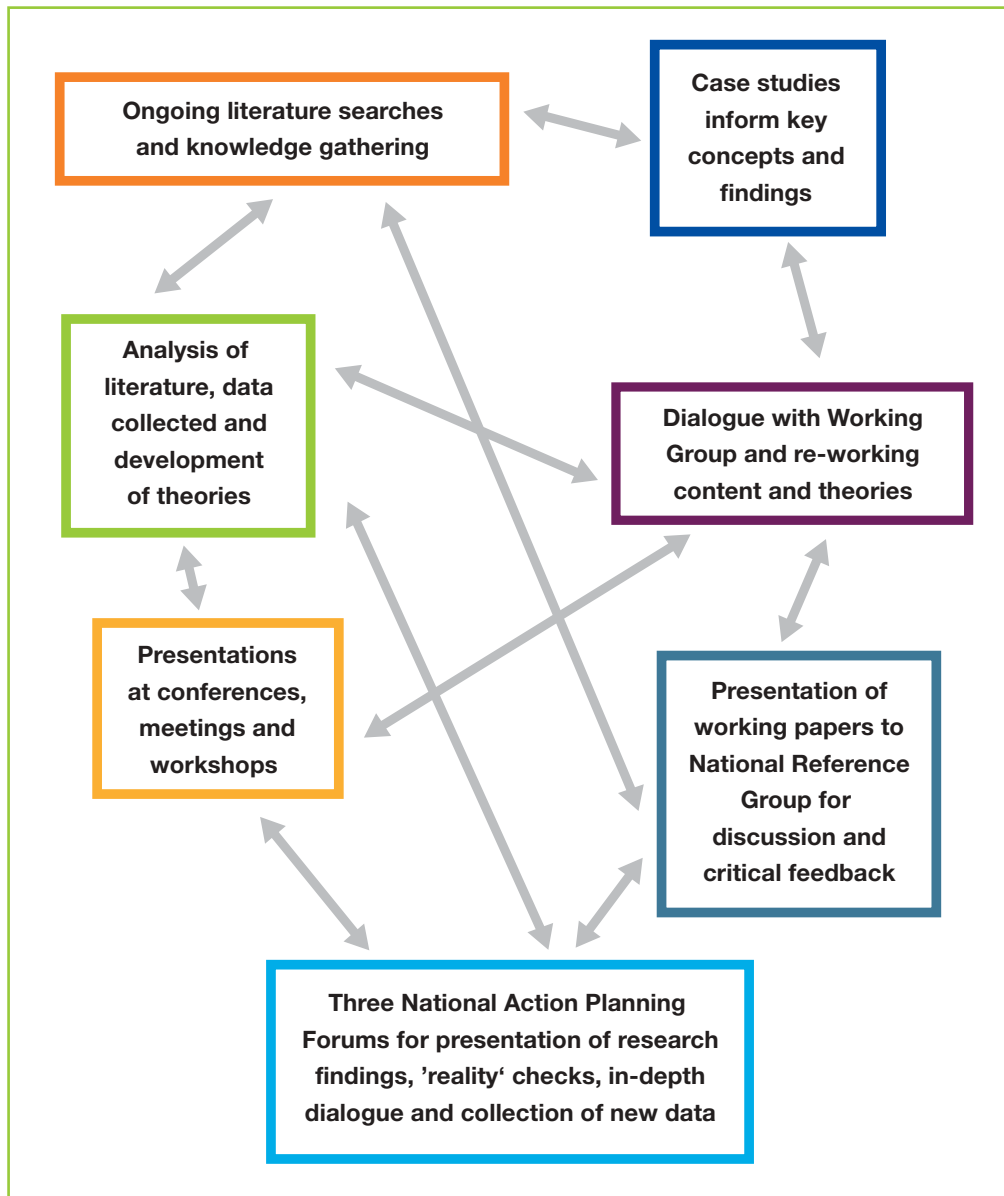 Ongoing literature searches
and knowledge gathering
Case studies
inform key
concepts and
findings
Analysis of
literature, data
collected and
development
of theories
Dialogue with Working
Group and re-working
content and theories
Presentations
at conferences,
meetings and
workshops
Presentation of
working papers to
National Reference
Group for
discussion and
critical feedback
Three National Action Planning
Forums for presentation of research
findings, ’reality‘ checks, in-depth
dialogue and collection of new data